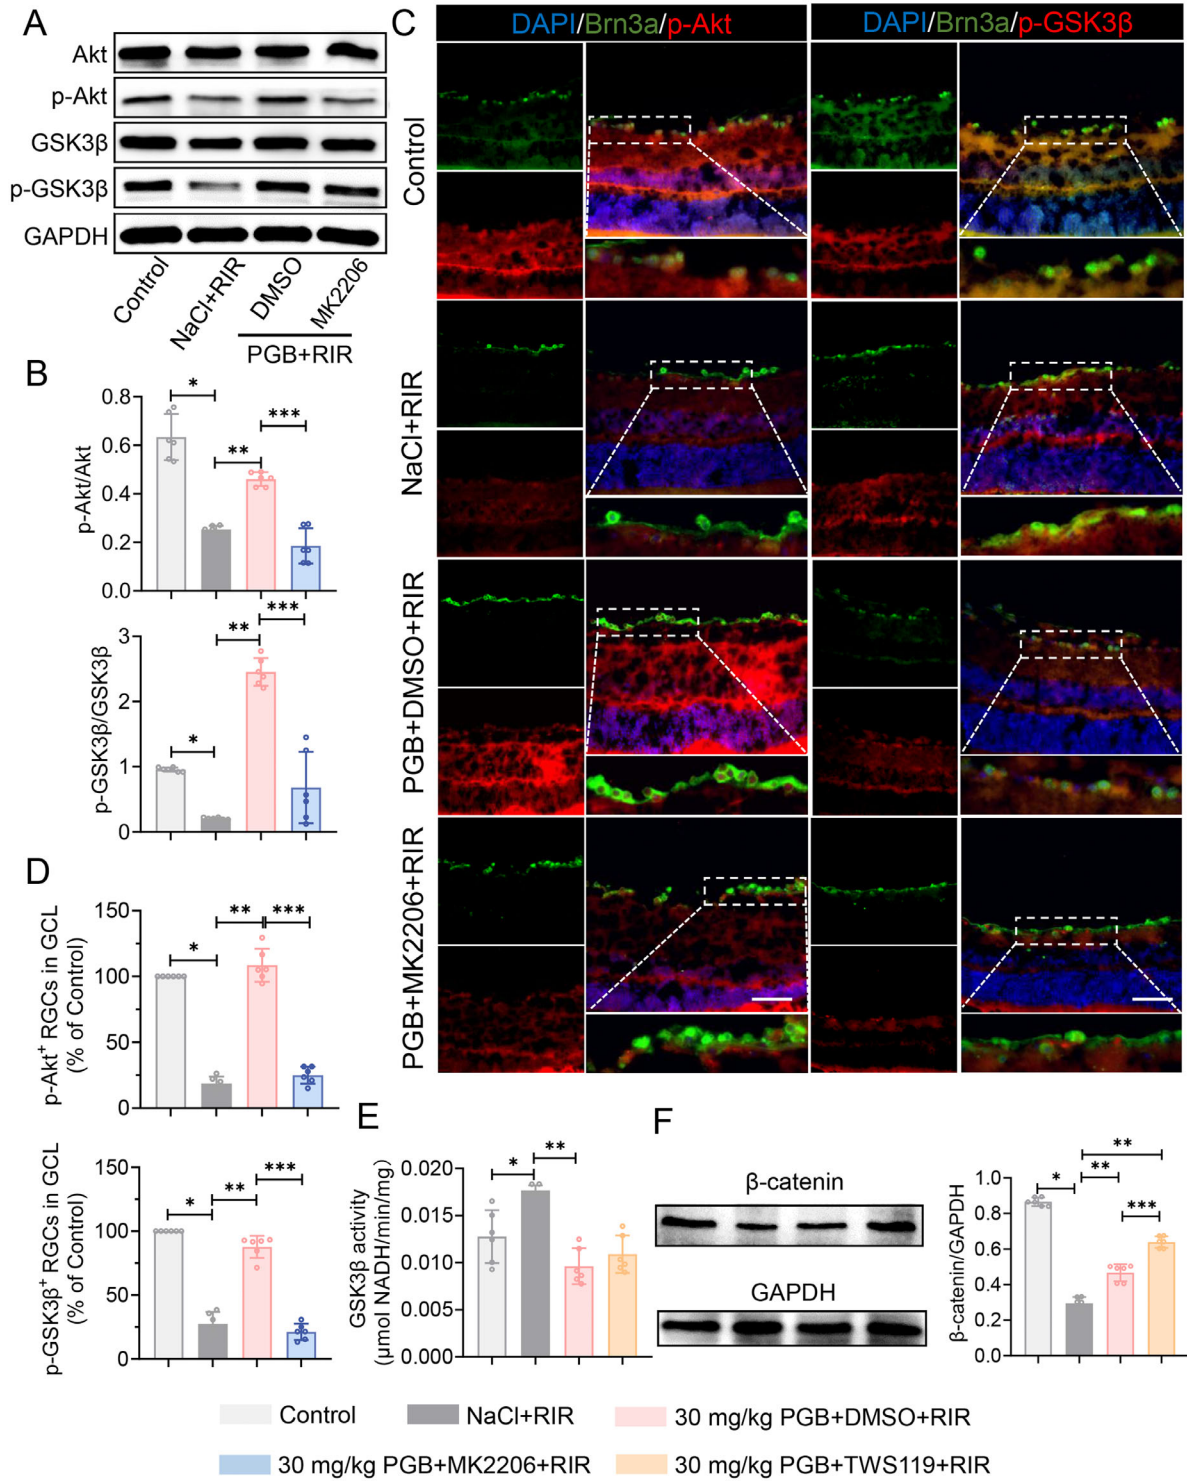 A
Akt
p-Akt
GSK3β
p-GSK3β
GAPDH
Control
NaCl+RIR
DMSO
MK2206
PGB+RIR
B
p-Akt/Akt
0.8
0.6
0.4
0.2
0.0
*
**
***
p-GSK3β/GSK3β
3
2
1
0
*
**
***
C
DAPI/Brn3a/p-Akt
DAPI/Brn3a/p-GSK3β
Control
NaCl+RIR
PGB+DMSO+RIR
PGB+MK2206+RIR
D
p-Akt⁺ RGCs in GCL
(% of Control)
150
100
50
0
*
**
***
p-GSK3β⁺ RGCs in GCL
(% of Control)
150
100
50
0
*
**
***
E
GSK3β activity
(μmol NADH/min/mg)
0.020
0.015
0.010
0.005
0.000
*
**
F
β-catenin
GAPDH
β-catenin/GAPDH
1.0
0.8
0.6
0.4
0.2
0.0
*
**
**
***
Control
NaCl+RIR
30 mg/kg PGB+DMSO+RIR
30 mg/kg PGB+MK2206+RIR
30 mg/kg PGB+TWS119+RIR